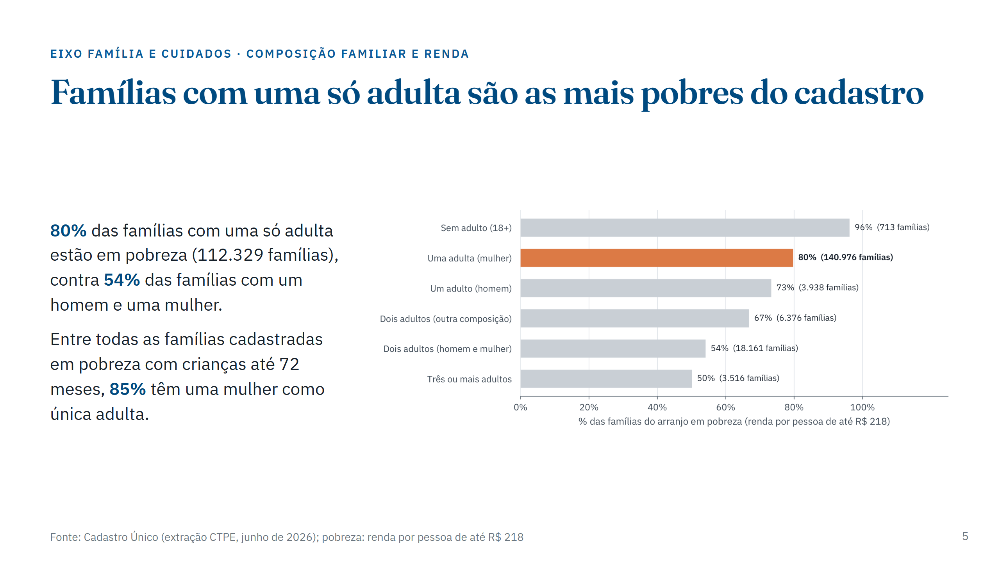 EIXO FAMÍLIA E CUIDADOS · COMPOSIÇÃO FAMILIAR E RENDA
Famílias com uma só adulta são as mais pobres do cadastro
80% das famílias com uma só adulta
estão em pobreza (112.329 famílias),
contra 54% das famílias com um
homem e uma mulher.
Entre todas as famílias cadastradas
em pobreza com crianças até 72
meses, 85% têm uma mulher como
única adulta.
Sem adulto (18+) 96% (713 famílias)
Uma adulta (mulher) 80% (140.976 famílias)
Um adulto (homem) 73% (3.938 famílias)
Dois adultos (outra composição) 67% (6.376 famílias)
Dois adultos (homem e mulher) 54% (18.161 famílias)
Três ou mais adultos 50% (3.516 famílias)
0% 20% 40% 60% 80% 100%
% das famílias do arranjo em pobreza (renda por pessoa de até R$ 218)
Fonte: Cadastro Único (extração CTPE, junho de 2026); pobreza: renda por pessoa de até R$ 218
5